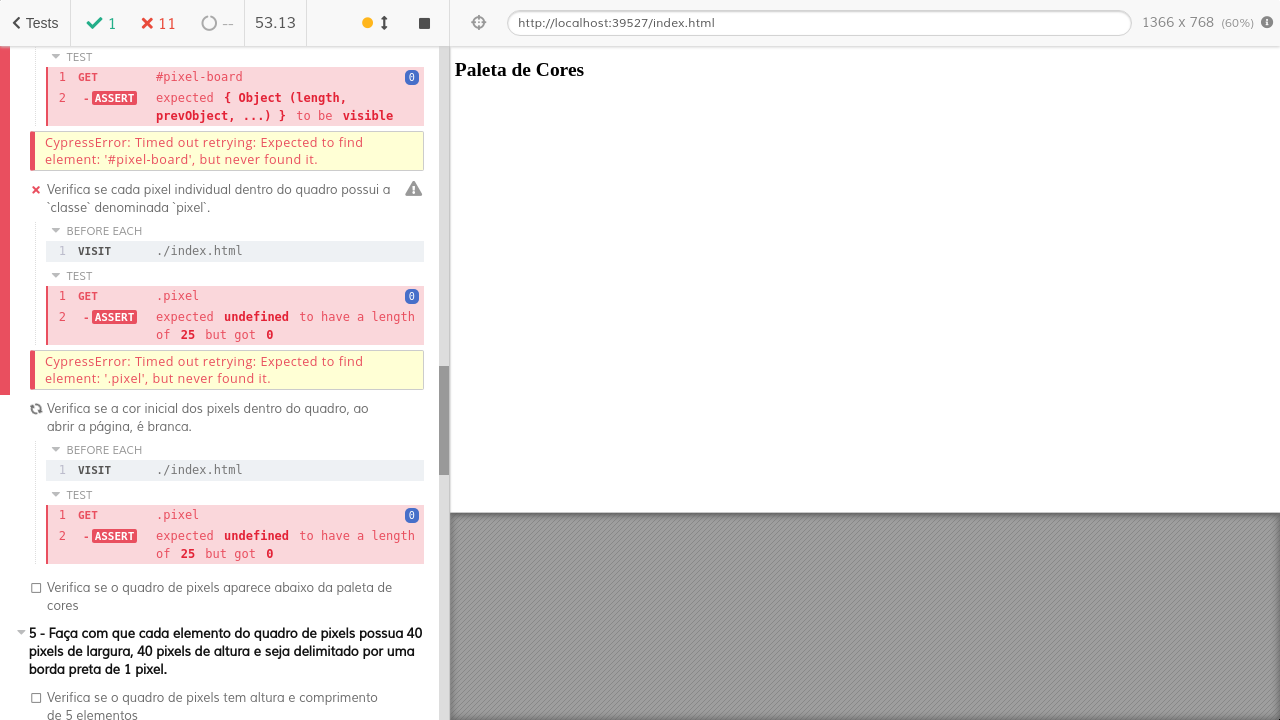 Tests
1
11
--
53.13
http://localhost:39527/index.html
1366 x 768 (60%)
TEST
1 GET #pixel-board 0
2 -ASSERT expected { Object (length,
prevObject, ...) } to be visible
CypressError: Timed out retrying: Expected to find
element: '#pixel-board', but never found it.
Verifica se cada pixel individual dentro do quadro possui a
`classe` denominada `pixel`.
BEFORE EACH
1 VISIT ./index.html
TEST
1 GET .pixel 0
2 -ASSERT expected undefined to have a length
of 25 but got 0
CypressError: Timed out retrying: Expected to find
element: '.pixel', but never found it.
Verifica se a cor inicial dos pixels dentro do quadro, ao
abrir a página, é branca.
BEFORE EACH
1 VISIT ./index.html
TEST
1 GET .pixel 0
2 -ASSERT expected undefined to have a length
of 25 but got 0
Verifica se o quadro de pixels aparece abaixo da paleta de
cores
5 - Faça com que cada elemento do quadro de pixels possua 40
pixels de largura, 40 pixels de altura e seja delimitado por uma
borda preta de 1 pixel.
Verifica se o quadro de pixels tem altura e comprimento
de 5 elementos
Paleta de Cores